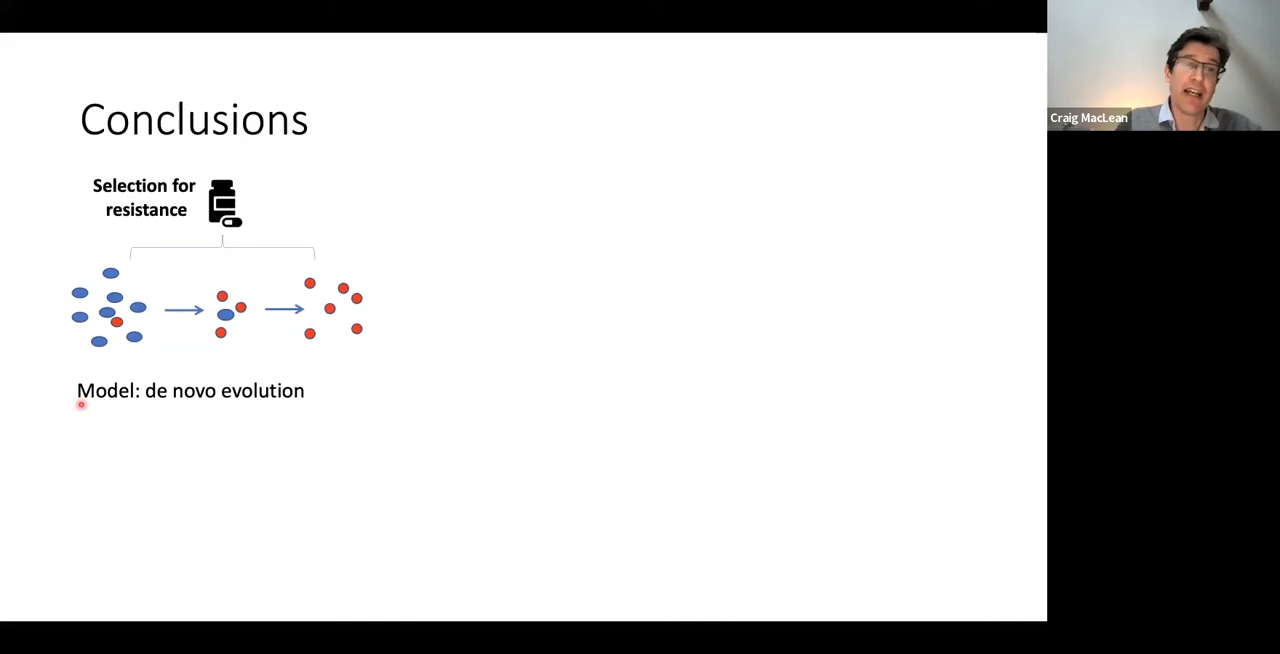 Conclusions
Selection for
resistance
Model: de novo evolution
Craig MacLean